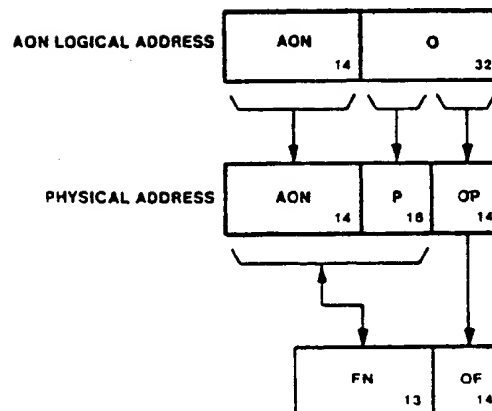 AON LOGICAL ADDRESS
AON
14
O
32
PHYSICAL ADDRESS
AON
14
P
18
OP
14
FN
13
OF
14